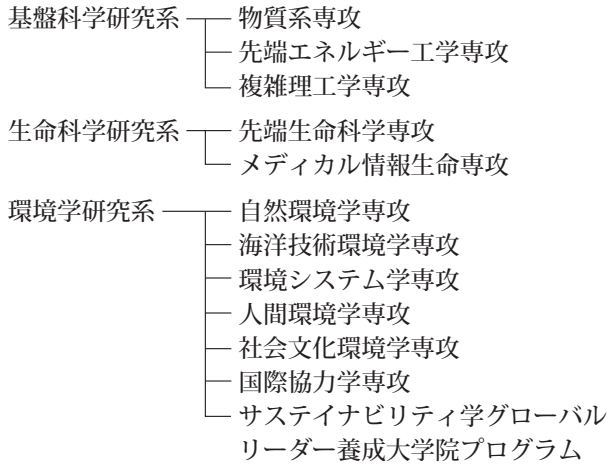 基盤科学研究系 物質系専攻
先端エネルギー工学専攻
複雑理工学専攻
生命科学研究系 先端生命科学専攻
メディカル情報生命専攻
環境学研究系 自然環境学専攻
海洋技術環境学専攻
環境システム学専攻
人間環境学専攻
社会文化環境学専攻
国際協力学専攻
サステイナビリティ学グローバル
リーダー養成大学院プログラム